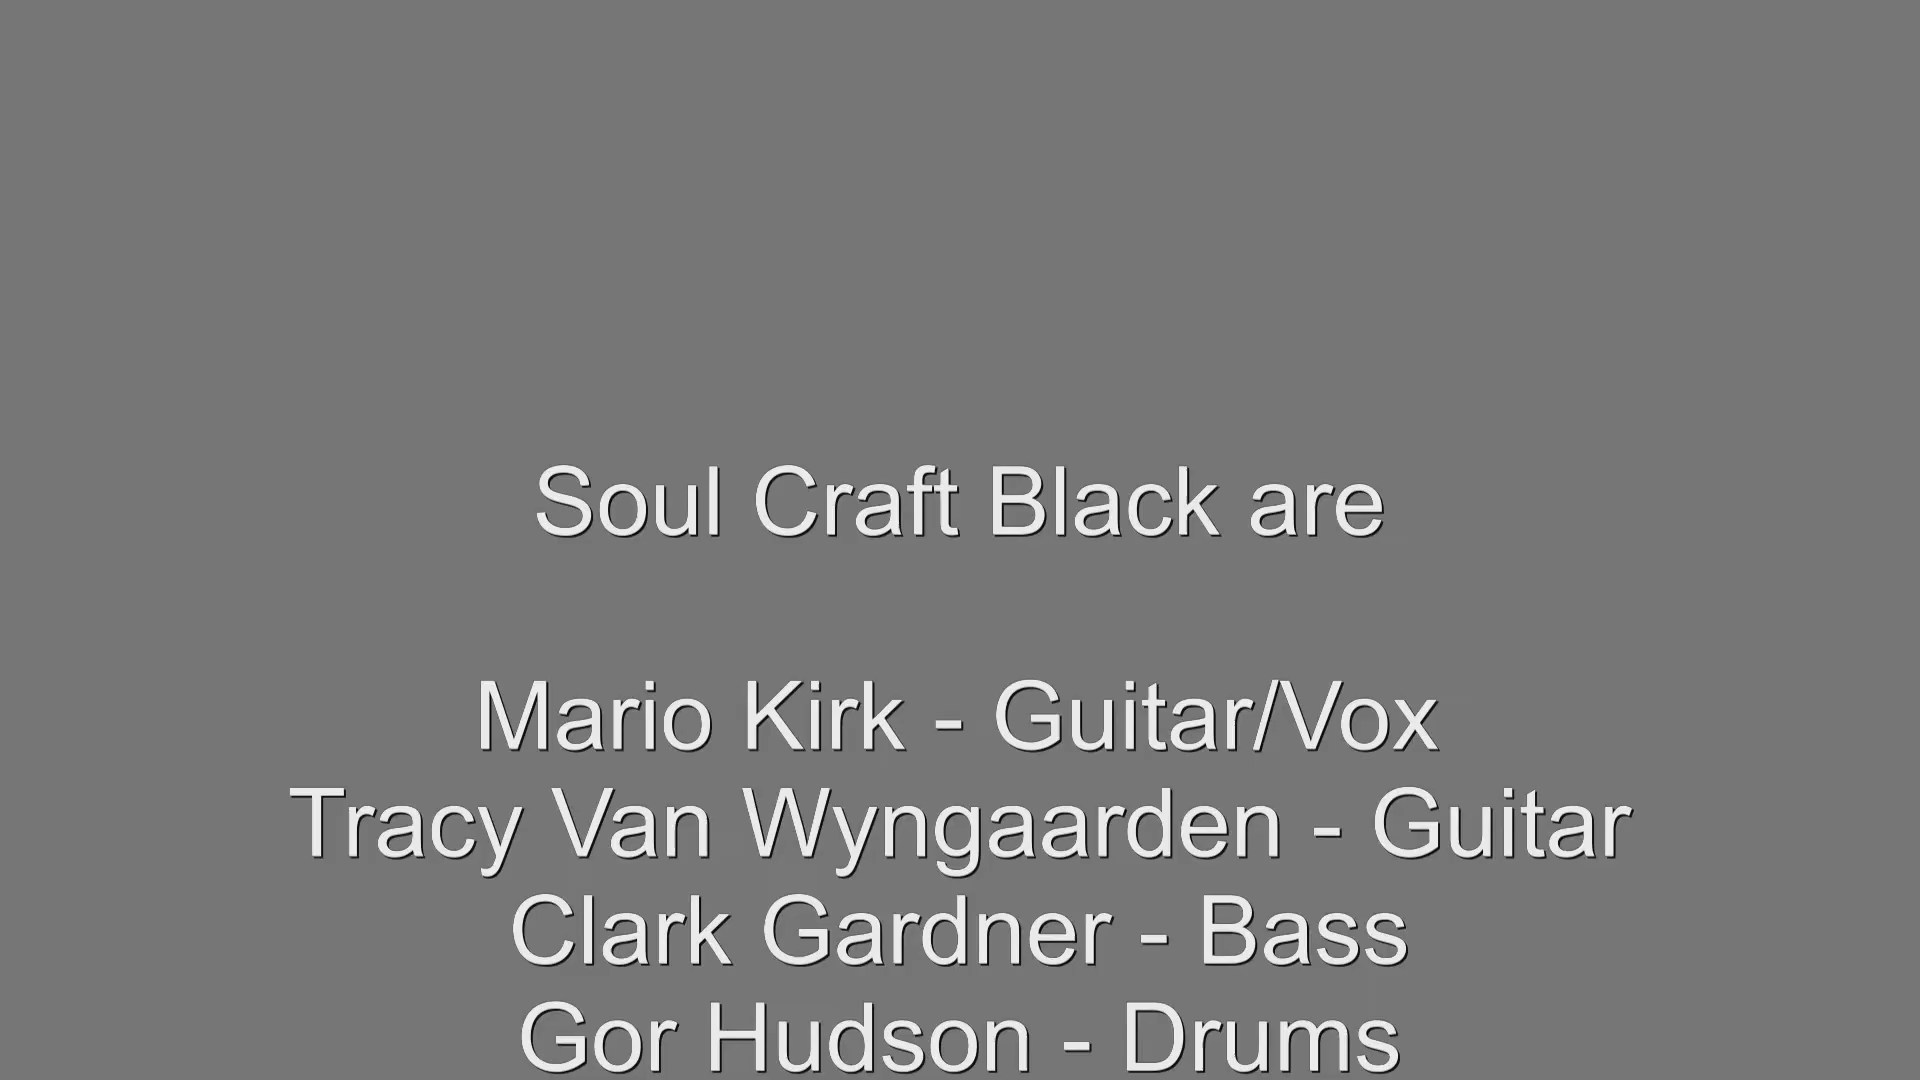 Soul Craft Black are
Mario Kirk - Guitar/Vox
Tracy Van Wyngaarden - Guitar
Clark Gardner - Bass
Gor Hudson - Drums